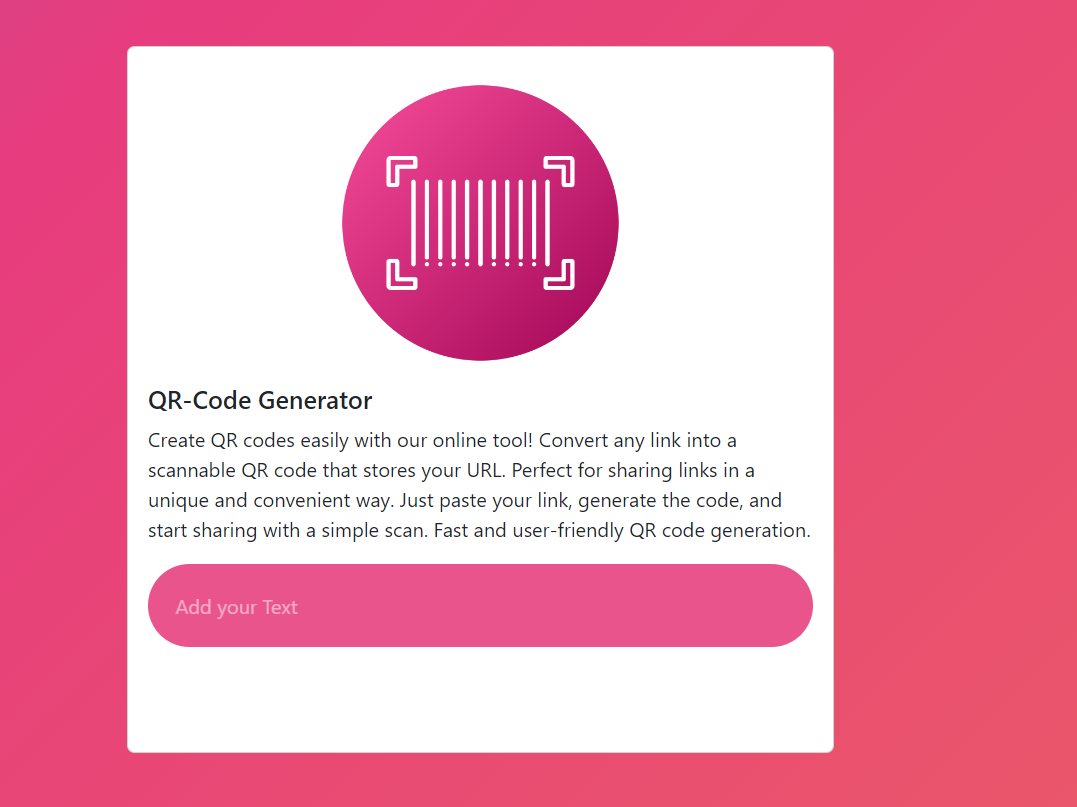 QR-Code Generator
Create QR codes easily with our online tool! Convert any link into a
scannable QR code that stores your URL. Perfect for sharing links in a
unique and convenient way. Just paste your link, generate the code, and
start sharing with a simple scan. Fast and user-friendly QR code generation.
Add your Text